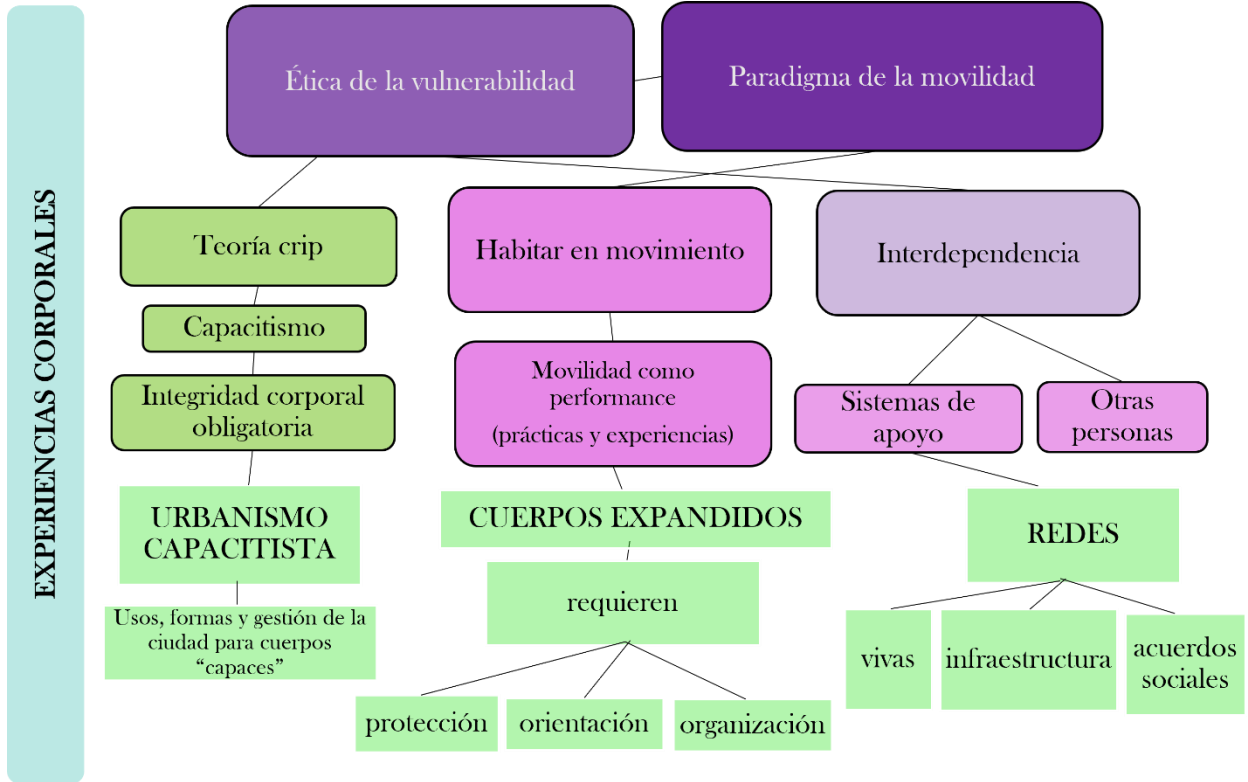 EXPERIENCIAS CORPORALES
Ética de la vulnerabilidad
Paradigma de la movilidad
Teoría crip
Habitar en movimiento
Interdependencia
Capacitismo
Integridad corporal
obligatoria
Movilidad como
performance
(prácticas y experiencias)
Sistemas de
apoyo
Otras
personas
URBANISMO
CAPACITISTA
CUERPOS EXPANDIDOS
REDES
Usos, formas y gestión de la
ciudad para cuerpos
“capaces”
requieren
vivas
infraestructura
acuerdos
sociales
protección
orientación
organización